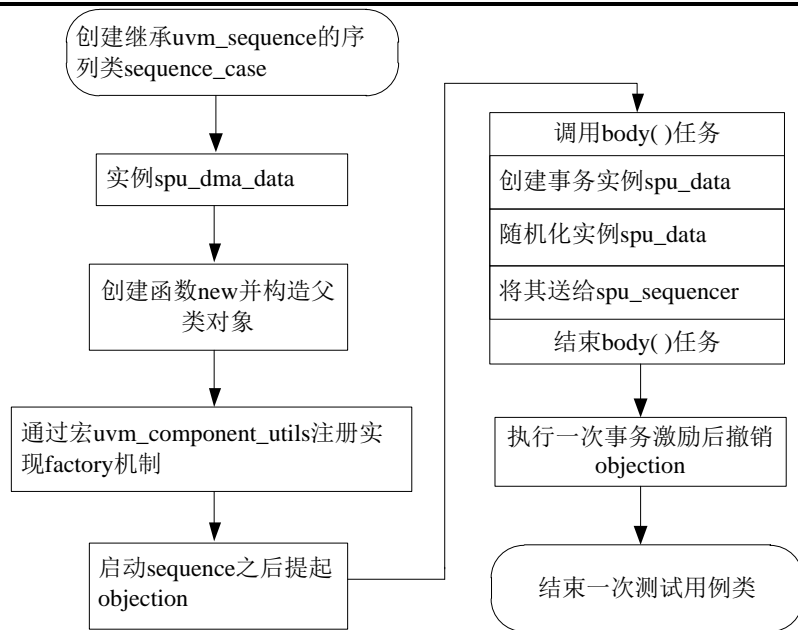 创建继承uvm_sequence的序
列类sequence_case
实例spu_dma_data
创建函数new并构造父
类对象
通过宏uvm_component_utils注册实
现factory机制
启动sequence之后提起
objection
调用body( )任务
创建事务实例spu_data
随机化实例spu_data
将其送给spu_sequencer
结束body( )任务
执行一次事务激励后撤销
objection
结束一次测试用例类